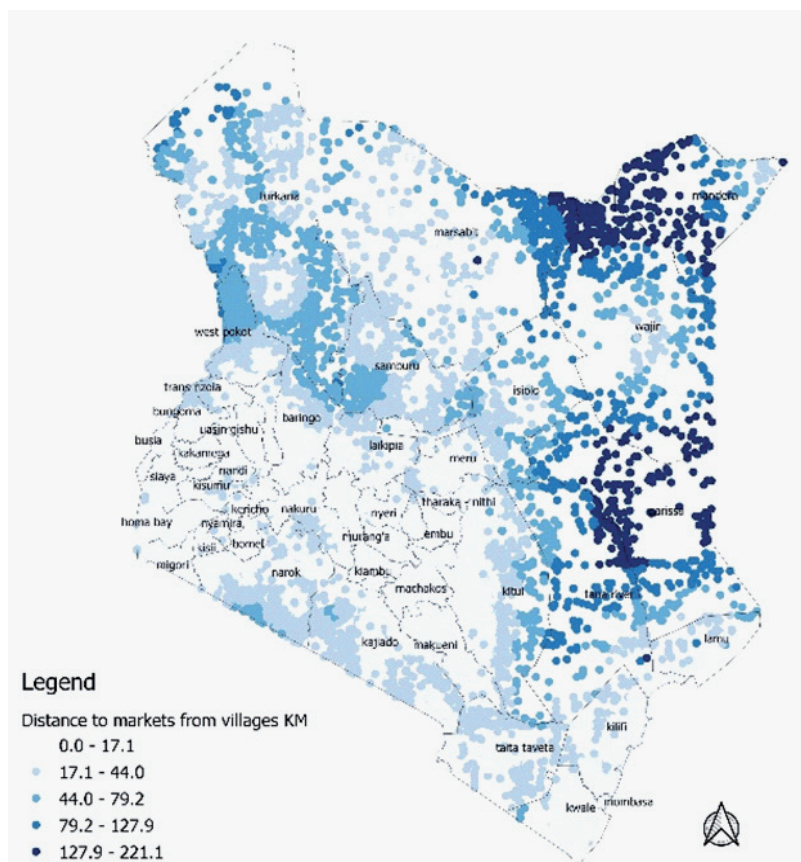 turkana
mandera
marsabit
wajir
west pokot
samburu
trans nzoia
isiolo
bungoma
baringo
uasin gishu
busia
laikipia
kakamega
meru
nandi
siaya
kisumu
garissa
kericho
nakuru
tharaka - nithi
homa bay
nyamira
nyeri
embu
kisii
bomet
murang'a
migori
narok
kiambu
kitui
tana river
machakos
lamu
kajiado
makueni
Legend
Distance to markets from villages KM
0.0 - 17.1
17.1 - 44.0
44.0 - 79.2
79.2 - 127.9
127.9 - 221.1
kilifi
taita taveta
kwale
mombasa